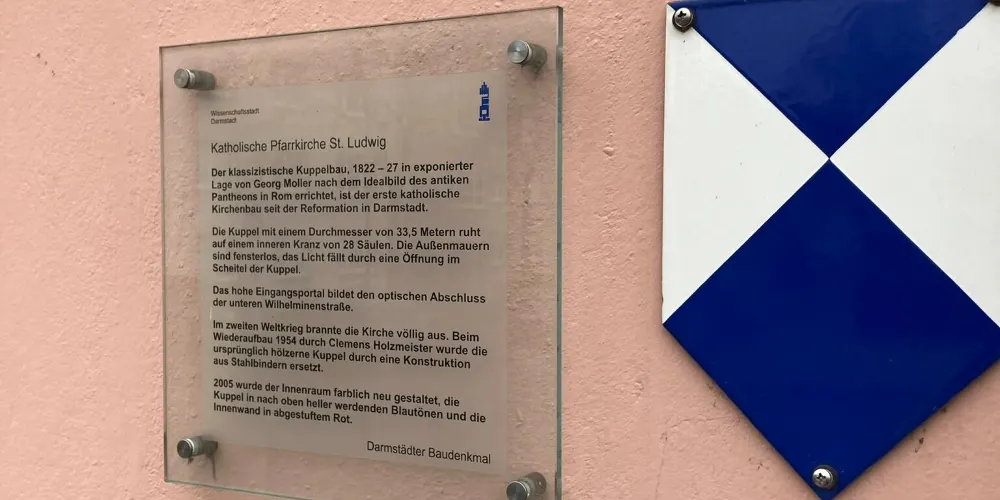 Wissenschaftsstadt
Darmstadt
Katholische Pfarrkirche St. Ludwig
Der klassizistische Kuppelbau, 1822 – 27 in exponierter
Lage von Georg Moller nach dem Idealbild des antiken
Pantheons in Rom errichtet, ist der erste katholische
Kirchenbau seit der Reformation in Darmstadt.
Die Kuppel mit einem Durchmesser von 33,5 Metern ruht
auf einem inneren Kranz von 28 Säulen. Die Außenmauern
sind fensterlos, das Licht fällt durch eine Öffnung im
Scheitel der Kuppel.
Das hohe Eingangsportal bildet den optischen Abschluss
der unteren Wilhelminenstraße.
Im zweiten Weltkrieg brannte die Kirche völlig aus. Beim
Wiederaufbau 1954 durch Clemens Holzmeister wurde die
ursprünglich hölzerne Kuppel durch eine Konstruktion
aus Stahlbindern ersetzt.
2005 wurde der Innenraum farblich neu gestaltet, die
Kuppel in nach oben heller werdenden Blautönen und die
Innenwand in abgestuftem Rot.
Darmstädter Baudenkmal